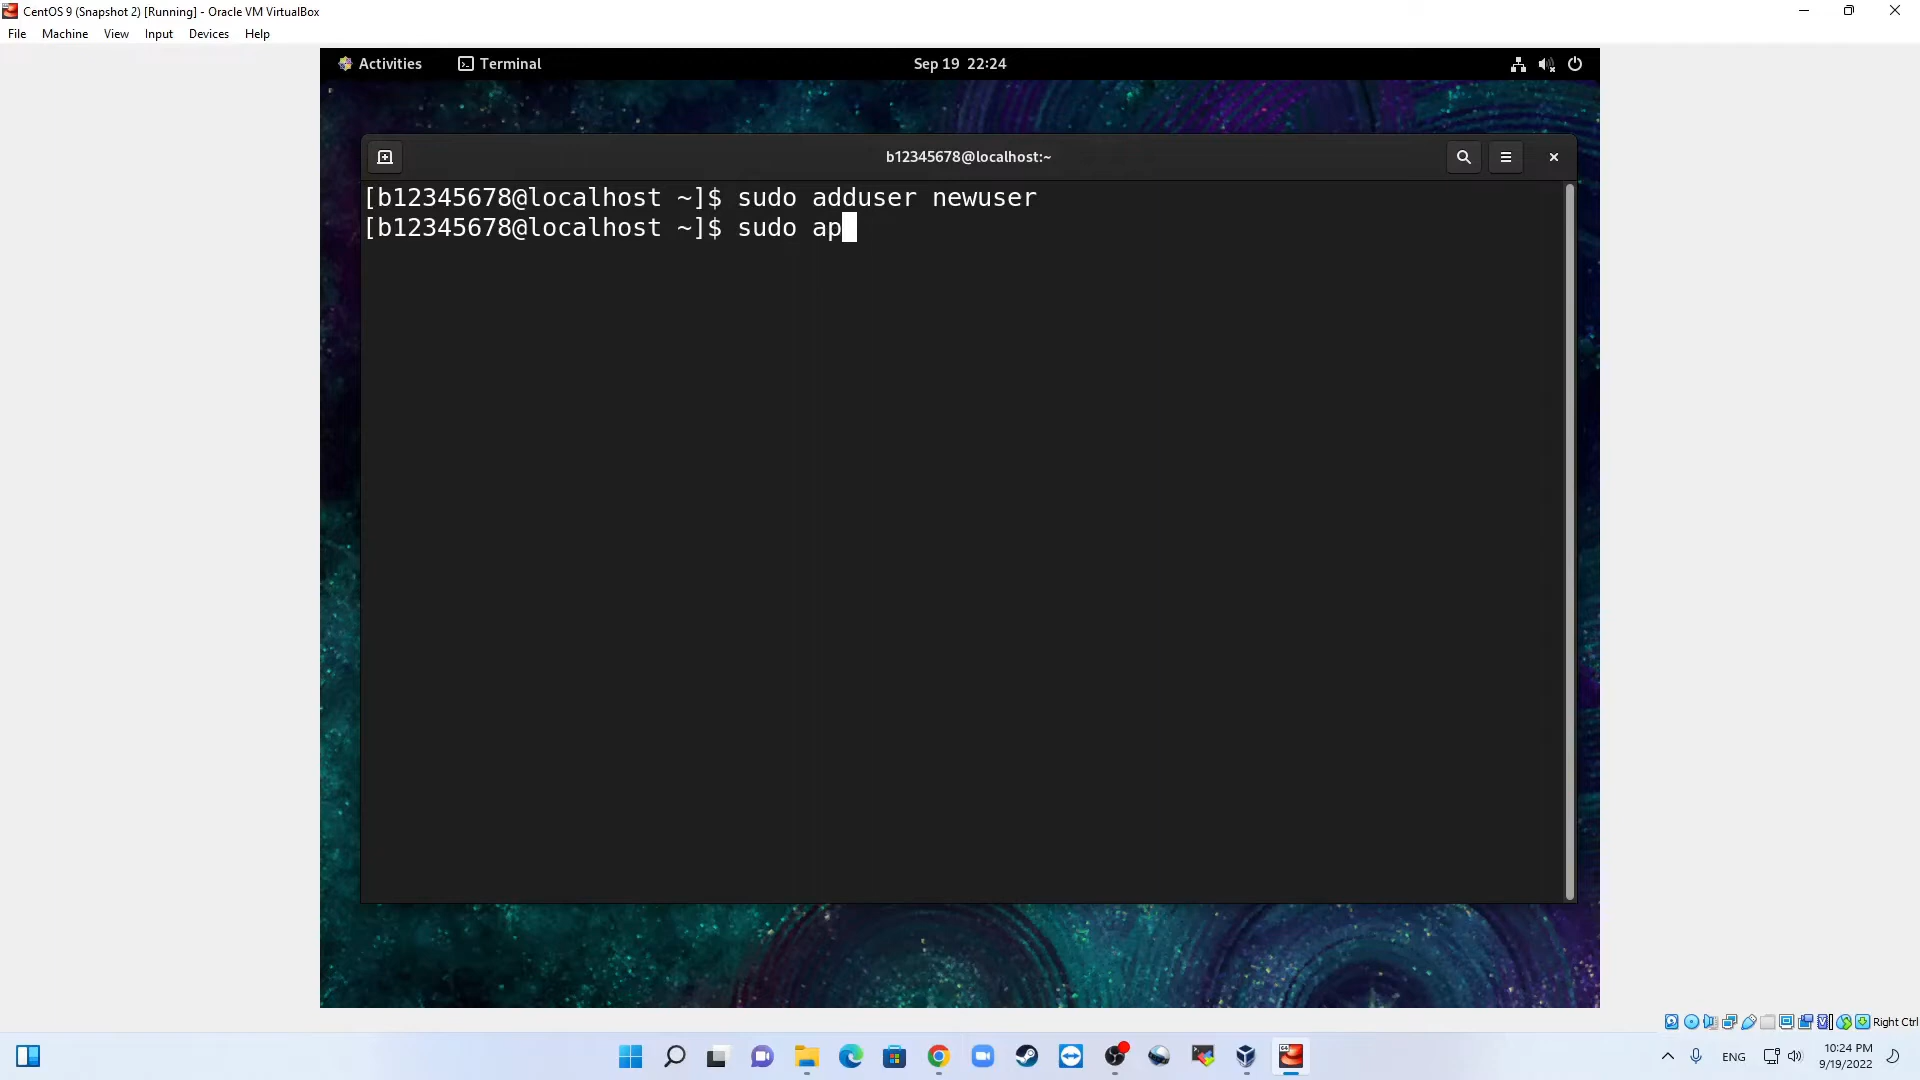 CentOS 9 (Snapshot 2) [Running] - Oracle VM VirtualBox
File Machine View Input Devices Help
Activities Terminal Sep 19 22:24
b12345678@localhost:~
[b12345678@localhost ~]$ sudo adduser newuser
[b12345678@localhost ~]$ sudo ap
Right Ctrl
ENG 10:24 PM
9/19/2022